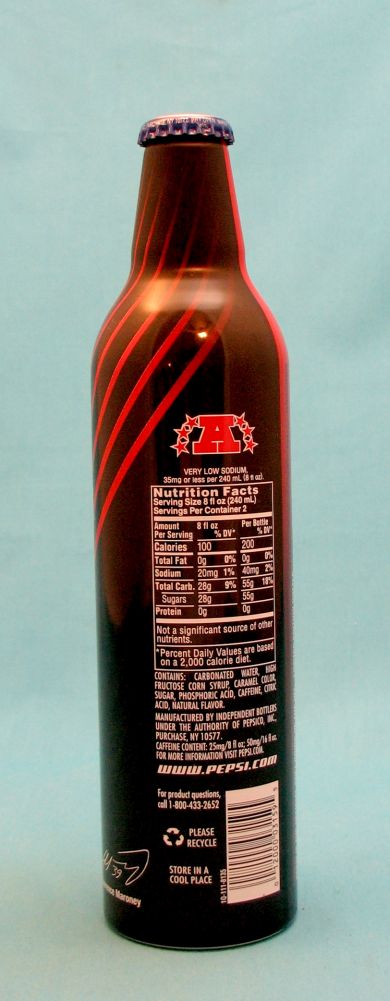 A
VERY LOW SODIUM,
35mg or less per 240 mL (8 fl oz).
Nutrition Facts
Serving Size 8 fl oz (240 mL)
Servings Per Container 2
Amount Per Serving 8 fl oz % DV* Per Bottle % DV*
Calories 100 200
Total Fat 0g 0% 0g 0%
Sodium 20mg 1% 40mg 2%
Total Carb. 28g 9% 55g 18%
Sugars 28g 55g
Protein 0g 0g
Not a significant source of other
nutrients.
*Percent Daily Values are based
on a 2,000 calorie diet.
CONTAINS: CARBONATED WATER, HIGH
FRUCTOSE CORN SYRUP, CARAMEL COLOR,
SUGAR, PHOSPHORIC ACID, CAFFEINE, CITRIC
ACID, NATURAL FLAVOR.
MANUFACTURED BY INDEPENDENT BOTTLERS
UNDER THE AUTHORITY OF PEPSICO, INC.,
PURCHASE, NY 10577.
CAFFEINE CONTENT: 25mg/8 fl oz; 50mg/16 fl oz.
FOR MORE INFORMATION VISIT PEPSI.COM.
www.PEPSI.com
For product questions,
call 1-800-433-2652
PLEASE
RECYCLE
STORE IN A
COOL PLACE
10-111-8135
39
Maroney